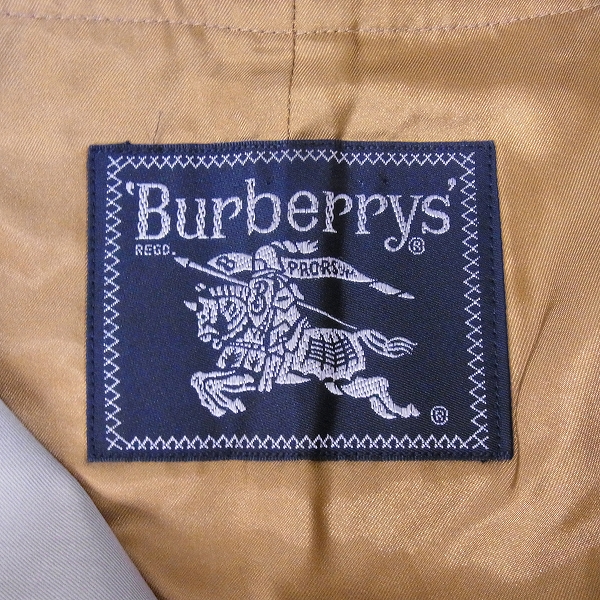 'Burberrys'
REGD. ®
B PRORSUM
®